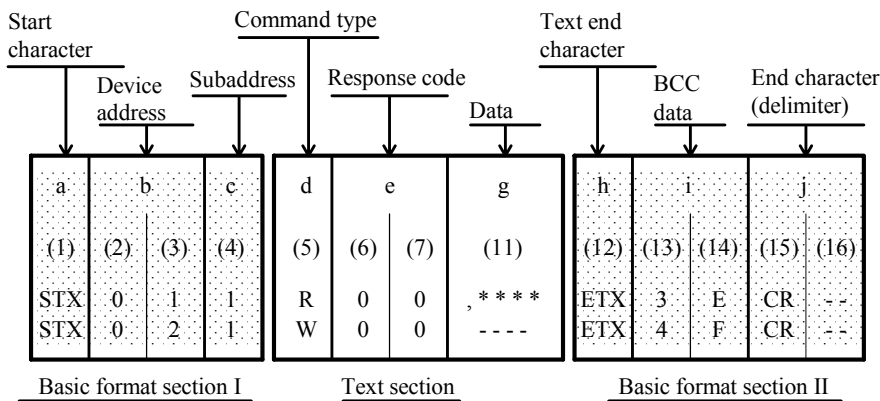 Start character
Device address
Subaddress
Command type
Response code
Data
Text end character
BCC data
End character (delimiter)
a b c d e g h i j
(1) (2) (3) (4) (5) (6) (7) (11) (12) (13) (14) (15) (16)
STX 0 1 1 R 0 0 , * * * * ETX 3 E CR - -
STX 0 2 1 W 0 0 - - - - ETX 4 F CR - -
Basic format section I Text section Basic format section II